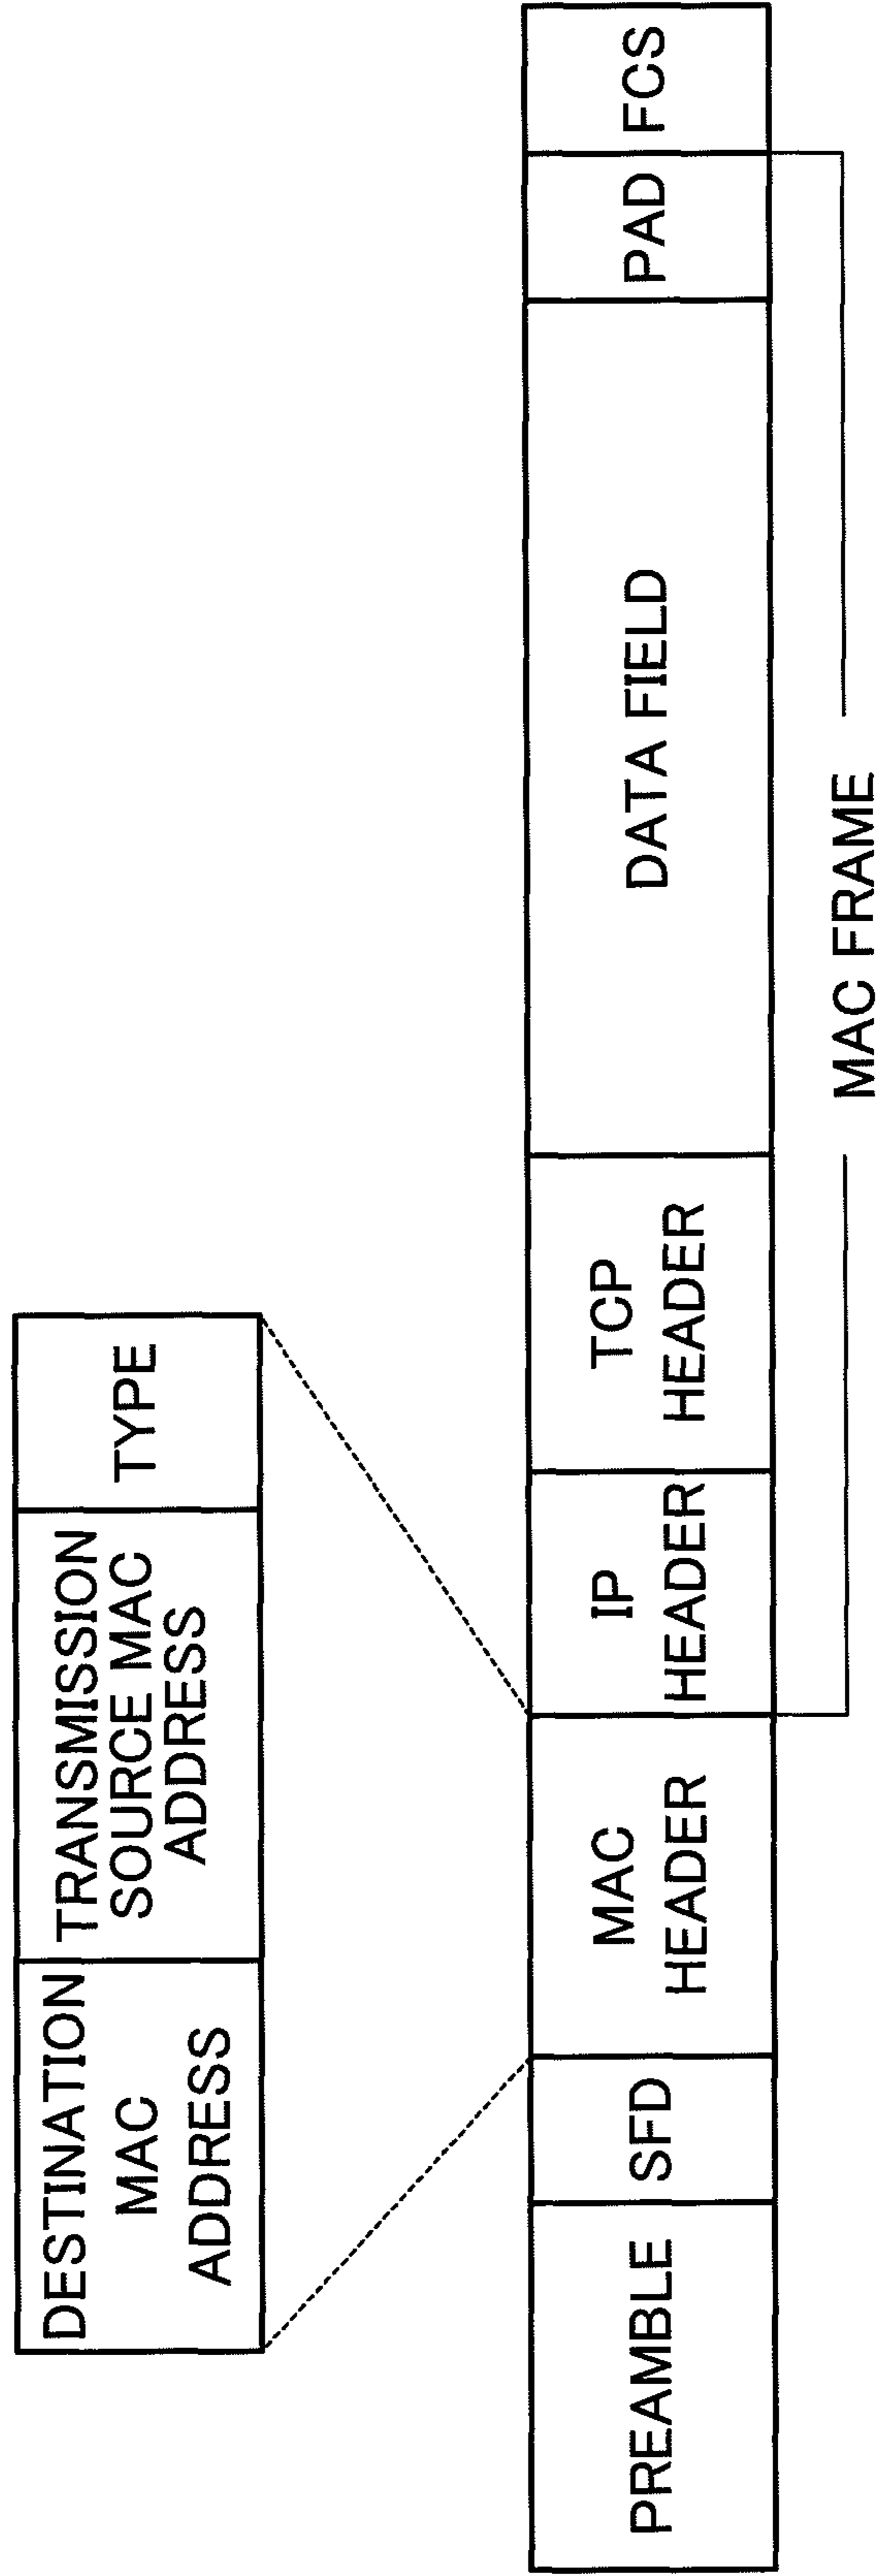 DESTINATION
MAC
ADDRESS
TRANSMISSION
SOURCE MAC
ADDRESS
TYPE
PREAMBLE
SFD
MAC
HEADER
IP
HEADER
TCP
HEADER
DATA FIELD
PAD
FCS
MAC FRAME